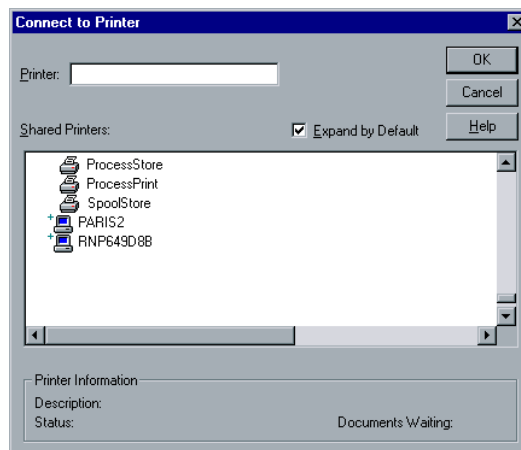 Connect to Printer
Printer:
OK
Cancel
Shared Printers:
Expand by Default
Help
ProcessStore
ProcessPrint
SpoolStore
PARIS2
RNP649D8B
Printer Information
Description:
Status:
Documents Waiting: